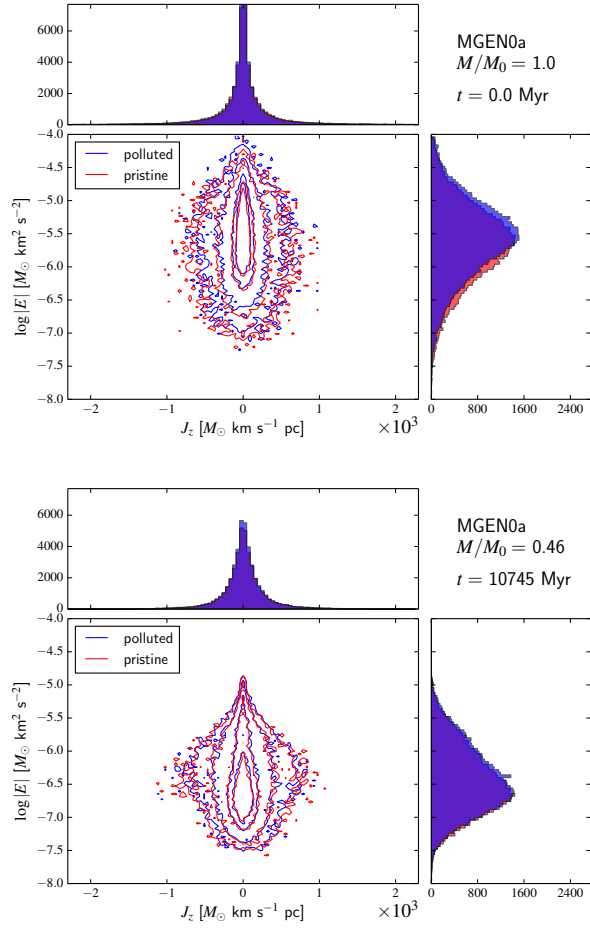 6000
4000
2000
0
MGEN0a
M/M₀ = 1.0
t = 0.0 Myr
polluted
pristine
−4.0
−4.5
−5.0
−5.5
−6.0
−6.5
−7.0
−7.5
−8.0
log |E| [M⊙ km² s⁻²]
−2 −1 0 1 2
J_z [M⊙ km s⁻¹ pc] ×10³
0 800 1600 2400
6000
4000
2000
0
MGEN0a
M/M₀ = 0.46
t = 10745 Myr
polluted
pristine
−4.0
−4.5
−5.0
−5.5
−6.0
−6.5
−7.0
−7.5
−8.0
log |E| [M⊙ km² s⁻²]
−2 −1 0 1 2
J_z [M⊙ km s⁻¹ pc] ×10³
0 800 1600 2400